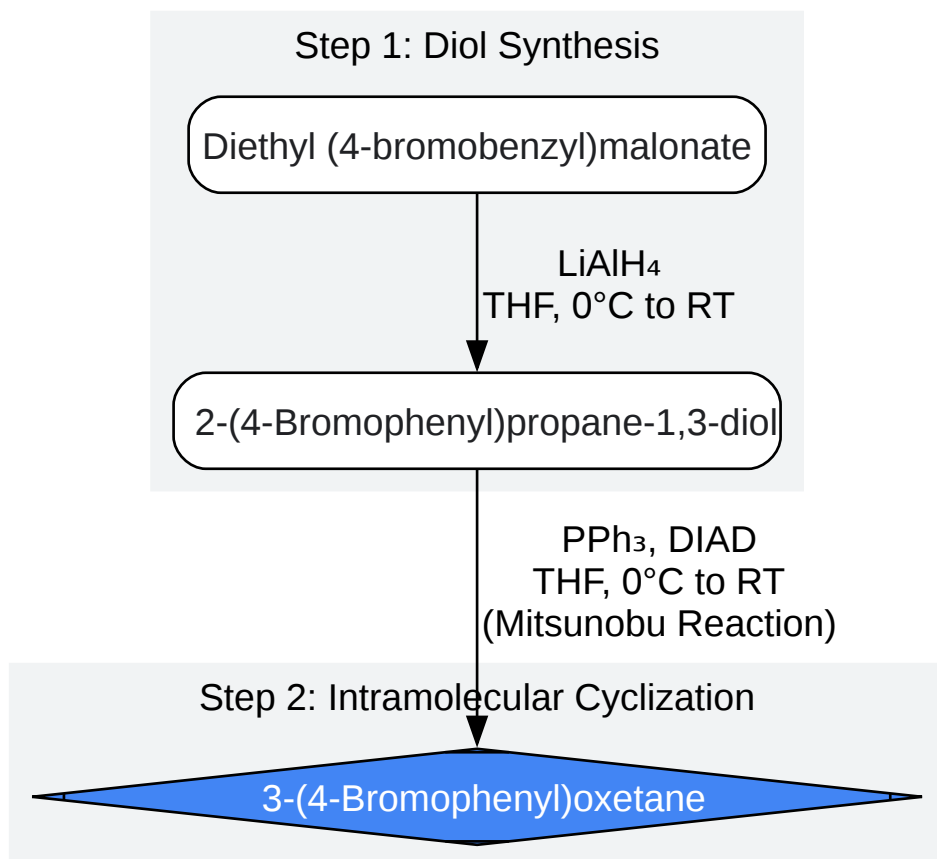 Step 1: Diol Synthesis
Diethyl (4-bromobenzyl)malonate
LiAlH₄
THF, 0°C to RT
2-(4-Bromophenyl)propane-1,3-diol
PPh₃, DIAD
THF, 0°C to RT
(Mitsunobu Reaction)
Step 2: Intramolecular Cyclization
3-(4-Bromophenyl)oxetane